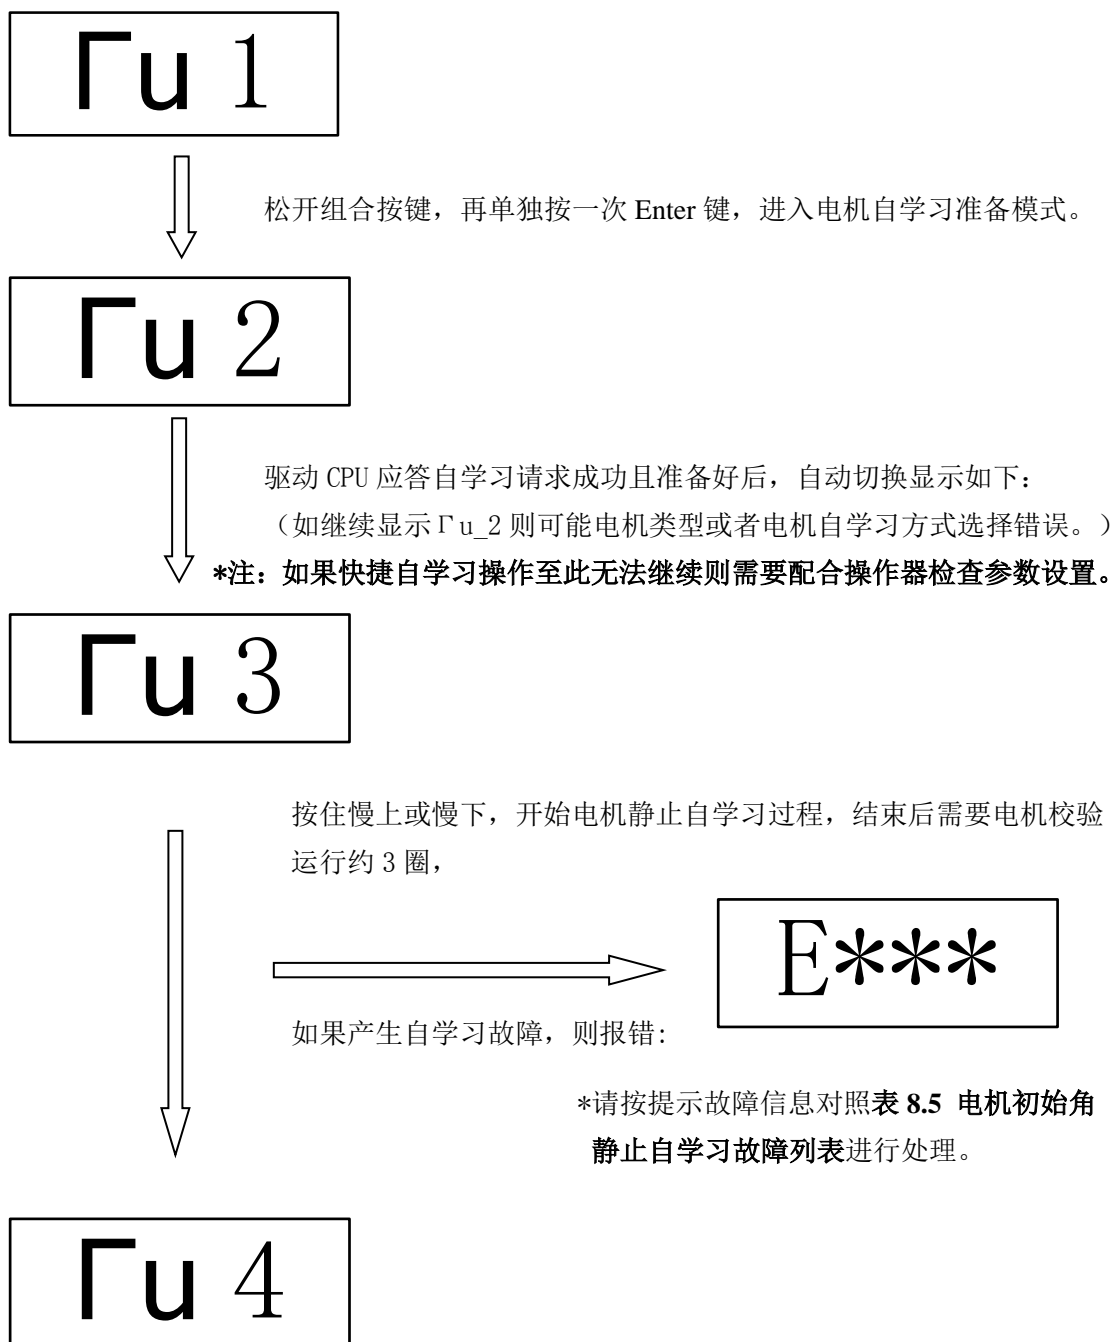 Γu 1
松开组合按键，再单独按一次 Enter 键，进入电机自学习准备模式。
Γu 2
驱动 CPU 应答自学习请求成功且准备好后，自动切换显示如下：
（如继续显示Γu_2 则可能电机类型或者电机自学习方式选择错误。）
*注：如果快捷自学习操作至此无法继续则需要配合操作器检查参数设置。
Γu 3
按住慢上或慢下，开始电机静止自学习过程，结束后需要电机校验
运行约 3 圈，
E***
如果产生自学习故障，则报错：
*请按提示故障信息对照表 8.5 电机初始角
静止自学习故障列表进行处理。
Γu 4